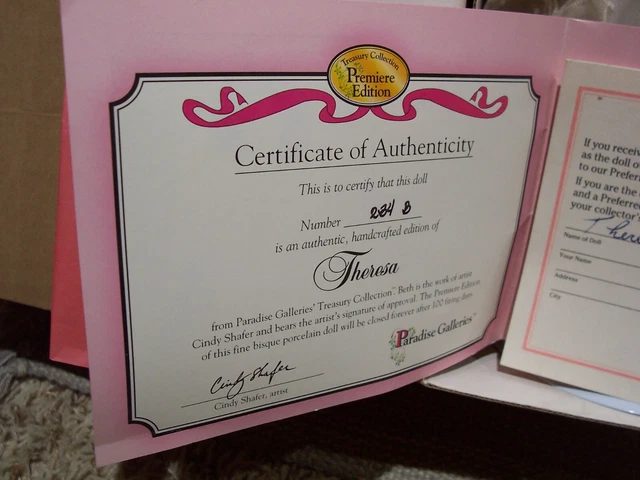 Treasury Collection
Premiere
Edition
Certificate of Authenticity
This is to certify that this doll
Number 234 B
is an authentic, handcrafted edition of
Theresa
from Paradise Galleries' Treasury Collection™. Beth is the work of artist
Cindy Shafer and bears the artist's signature of approval. The Premiere Edition
of this fine bisque porcelain doll will be closed forever after 100 firing days.
Paradise Galleries™
Cindy Shafer
Cindy Shafer, artist
If you receiv
as the doll o
to our Prefer
If you are the
and a Preferre
your collector'
There
Name of Doll
Your Name
Address
City